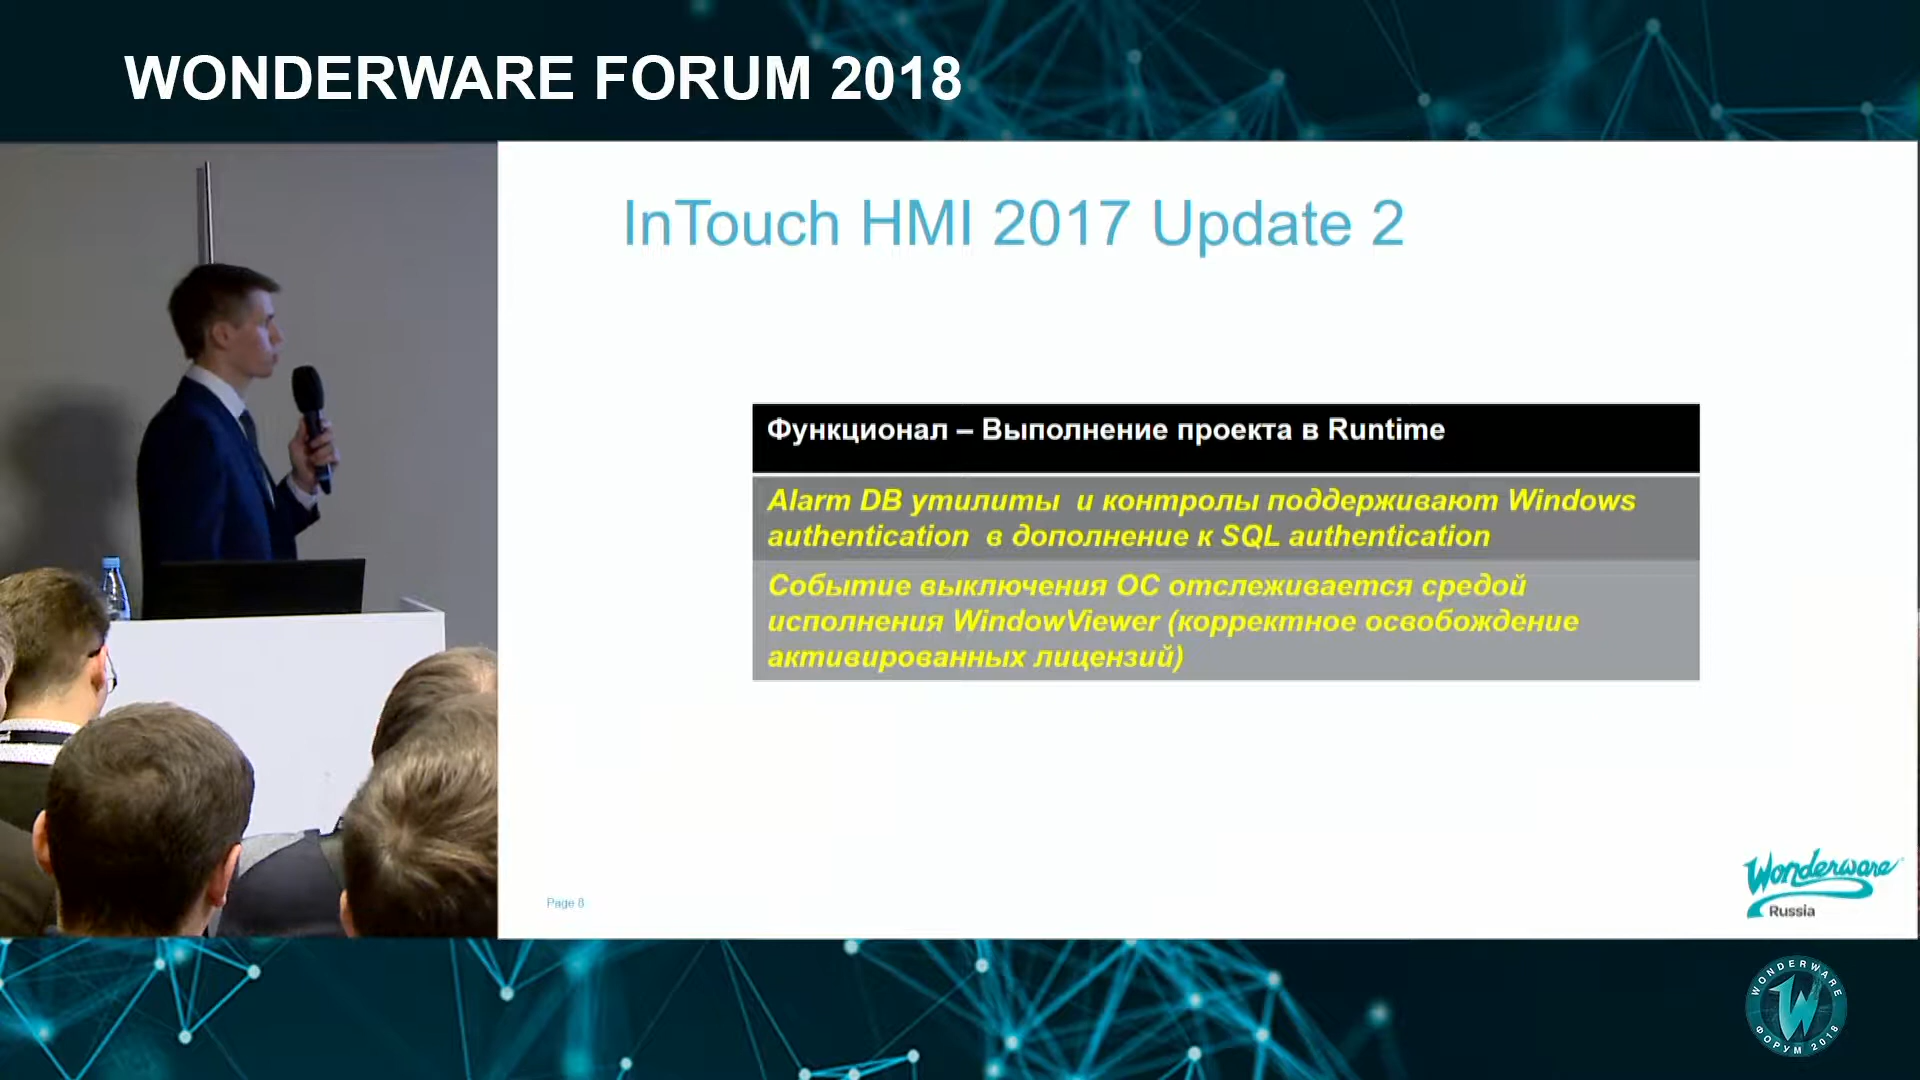 WONDERWARE FORUM 2018
InTouch HMI 2017 Update 2
Функционал – Выполнение проекта в Runtime
Alarm DB утилиты и контролы поддерживают Windows
authentication в дополнение к SQL authentication
Событие выключения ОС отслеживается средой
исполнения WindowViewer (корректное освобождение
активированных лицензий)
Page 8
Wonderware
Russia
WONDERWARE
W
ФОРУМ 2018